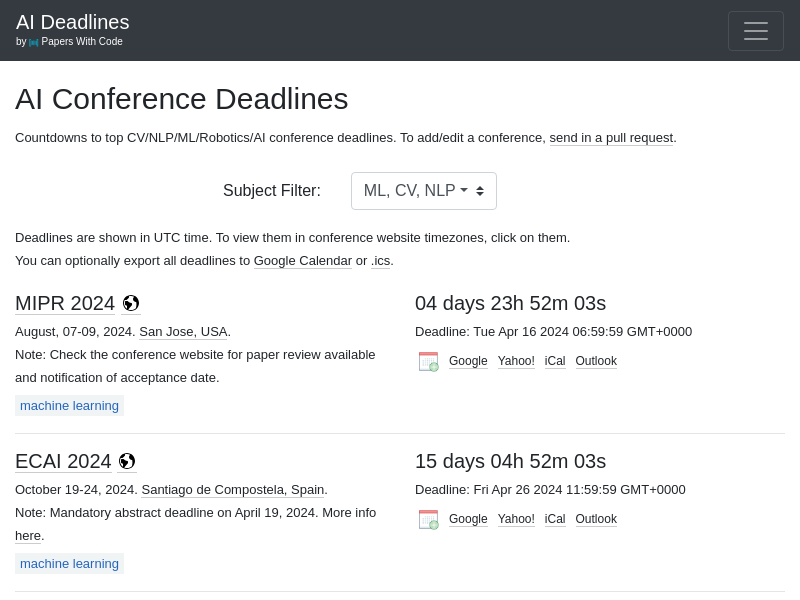 AI Deadlines
by Papers With Code
AI Conference Deadlines
Countdowns to top CV/NLP/ML/Robotics/AI conference deadlines. To add/edit a conference, send in a pull request.
Subject Filter: ML, CV, NLP
Deadlines are shown in UTC time. To view them in conference website timezones, click on them.
You can optionally export all deadlines to Google Calendar or .ics.
MIPR 2024
August, 07-09, 2024. San Jose, USA.
Note: Check the conference website for paper review available
and notification of acceptance date.
machine learning
04 days 23h 52m 03s
Deadline: Tue Apr 16 2024 06:59:59 GMT+0000
Google Yahoo! iCal Outlook
ECAI 2024
October 19-24, 2024. Santiago de Compostela, Spain.
Note: Mandatory abstract deadline on April 19, 2024. More info
here.
machine learning
15 days 04h 52m 03s
Deadline: Fri Apr 26 2024 11:59:59 GMT+0000
Google Yahoo! iCal Outlook